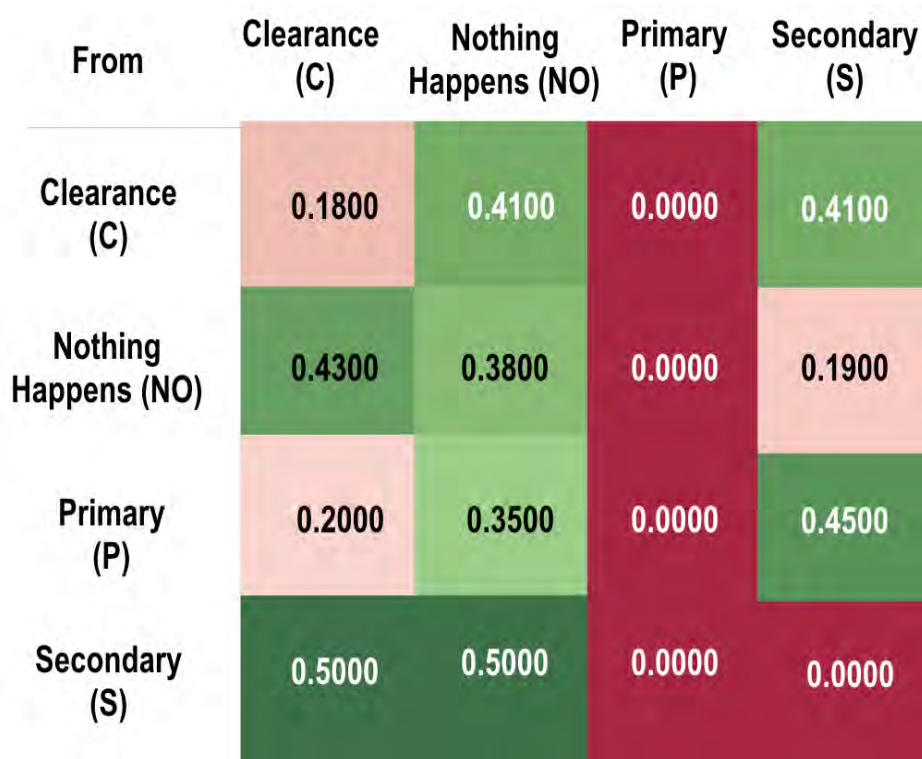 From Clearance (C) Nothing Happens (NO) Primary (P) Secondary (S)
Clearance (C) 0.1800 0.4100 0.0000 0.4100
Nothing Happens (NO) 0.4300 0.3800 0.0000 0.1900
Primary (P) 0.2000 0.3500 0.0000 0.4500
Secondary (S) 0.5000 0.5000 0.0000 0.0000